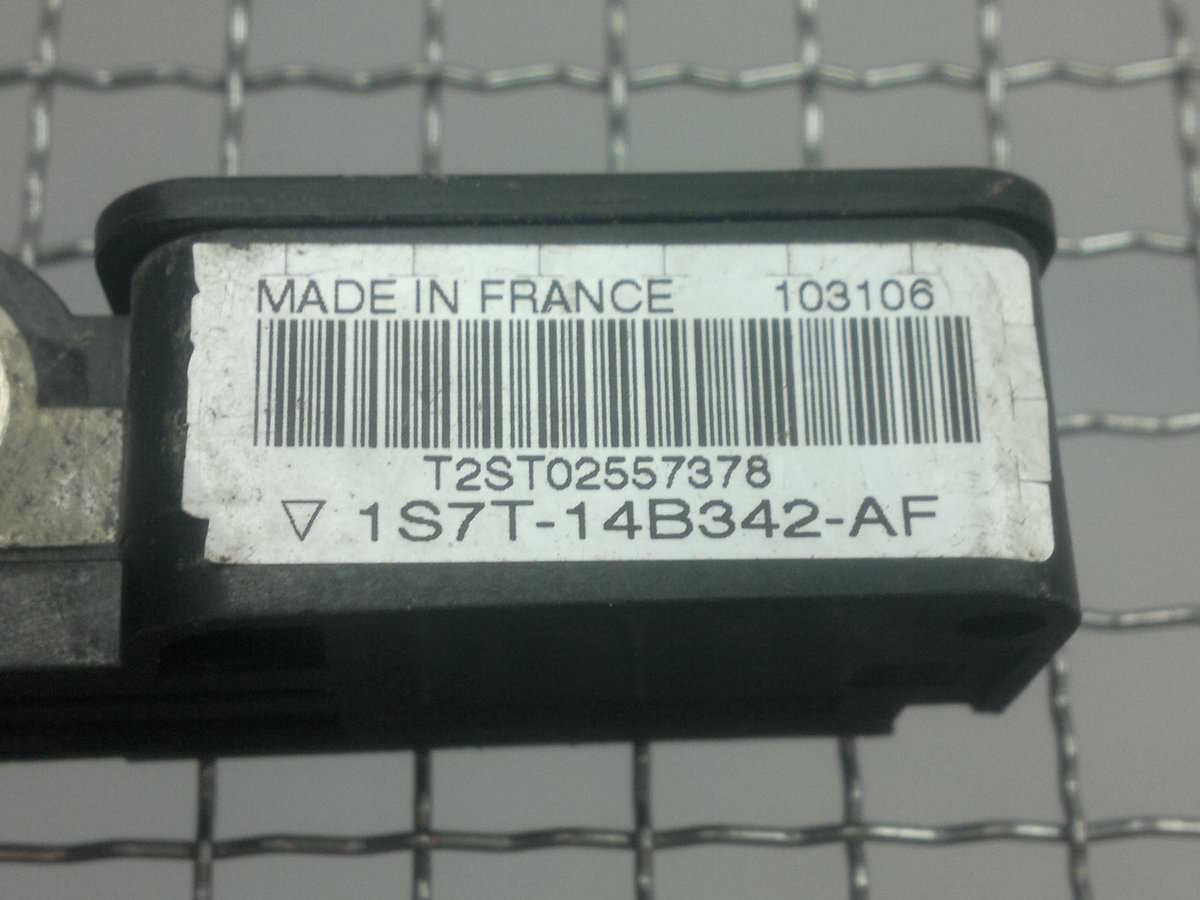 MADE IN FRANCE 103106
T2ST02557378
▽ 1S7T-14B342-AF